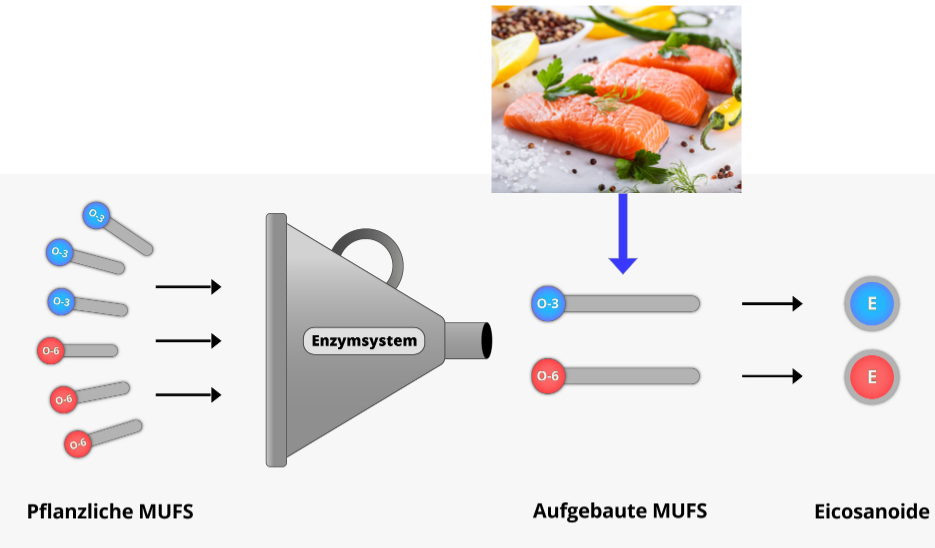 O-3
O-3
O-3
O-6
O-6
O-6
Enzymsystem
O-3
E
O-6
E
Pflanzliche MUFS
Aufgebaute MUFS
Eicosanoide